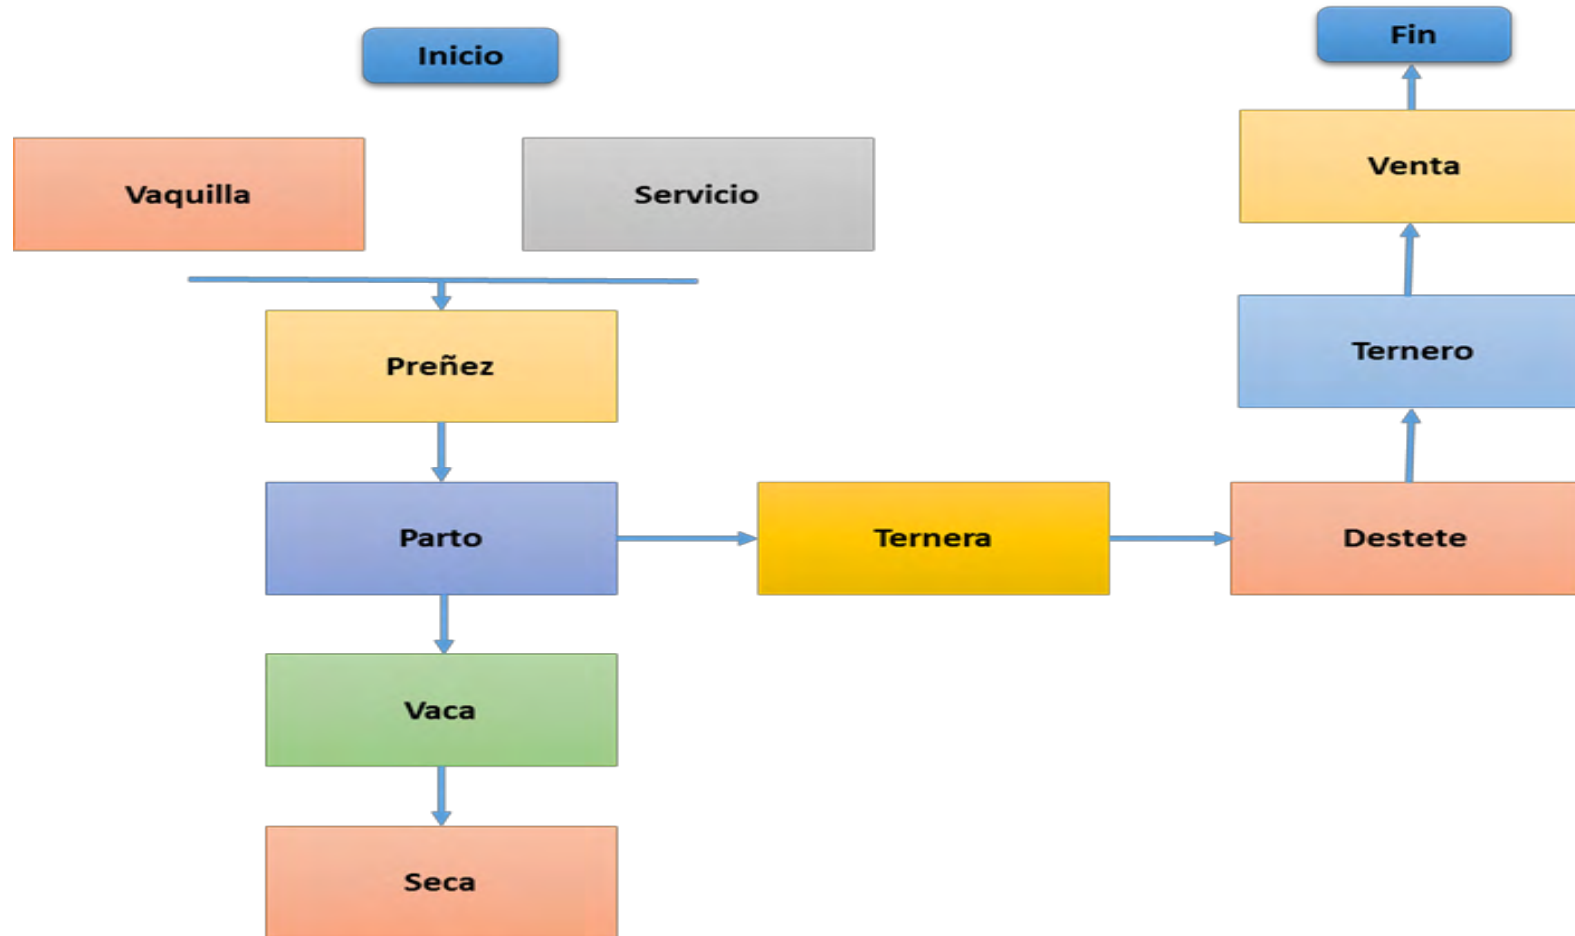 Inicio
Fin
Vaquilla
Servicio
Venta
Preñez
Ternero
Parto
Ternera
Destete
Vaca
Seca